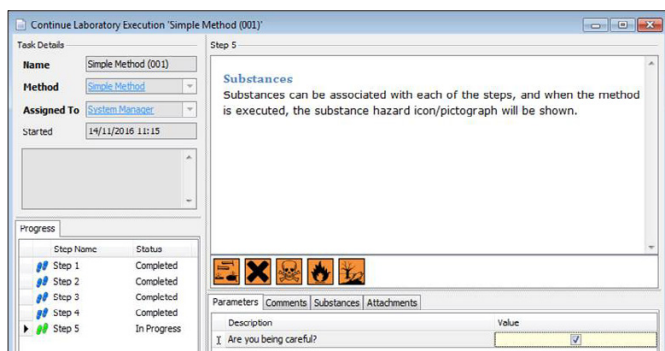 Continue Laboratory Execution 'Simple Method (001)'
Task Details
Name Simple Method (001)
Method Simple Method
Assigned To System Manager
Started 14/11/2016 11:15
Progress
Step Name Status
Step 1 Completed
Step 2 Completed
Step 3 Completed
Step 4 Completed
Step 5 In Progress
Step 5
Substances
Substances can be associated with each of the steps, and when the method
is executed, the substance hazard icon/pictograph will be shown.
Parameters Comments Substances Attachments
Description Value
Are you being careful?